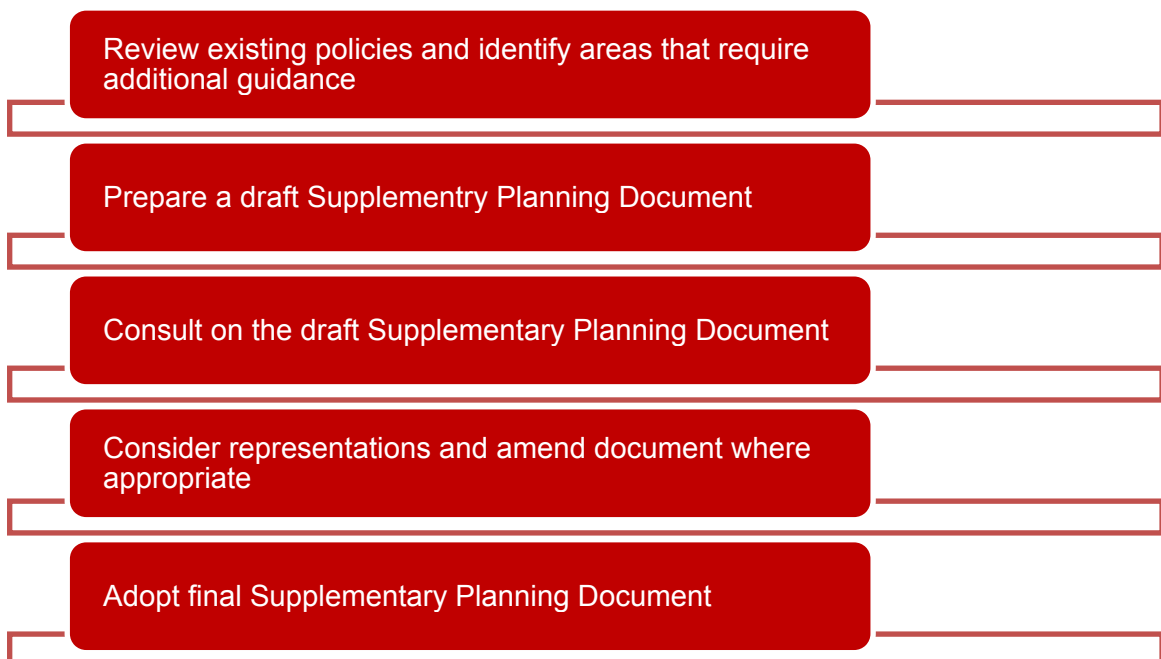 Review existing policies and identify areas that require
additional guidance
Prepare a draft Supplementry Planning Document
Consult on the draft Supplementary Planning Document
Consider representations and amend document where
appropriate
Adopt final Supplementary Planning Document